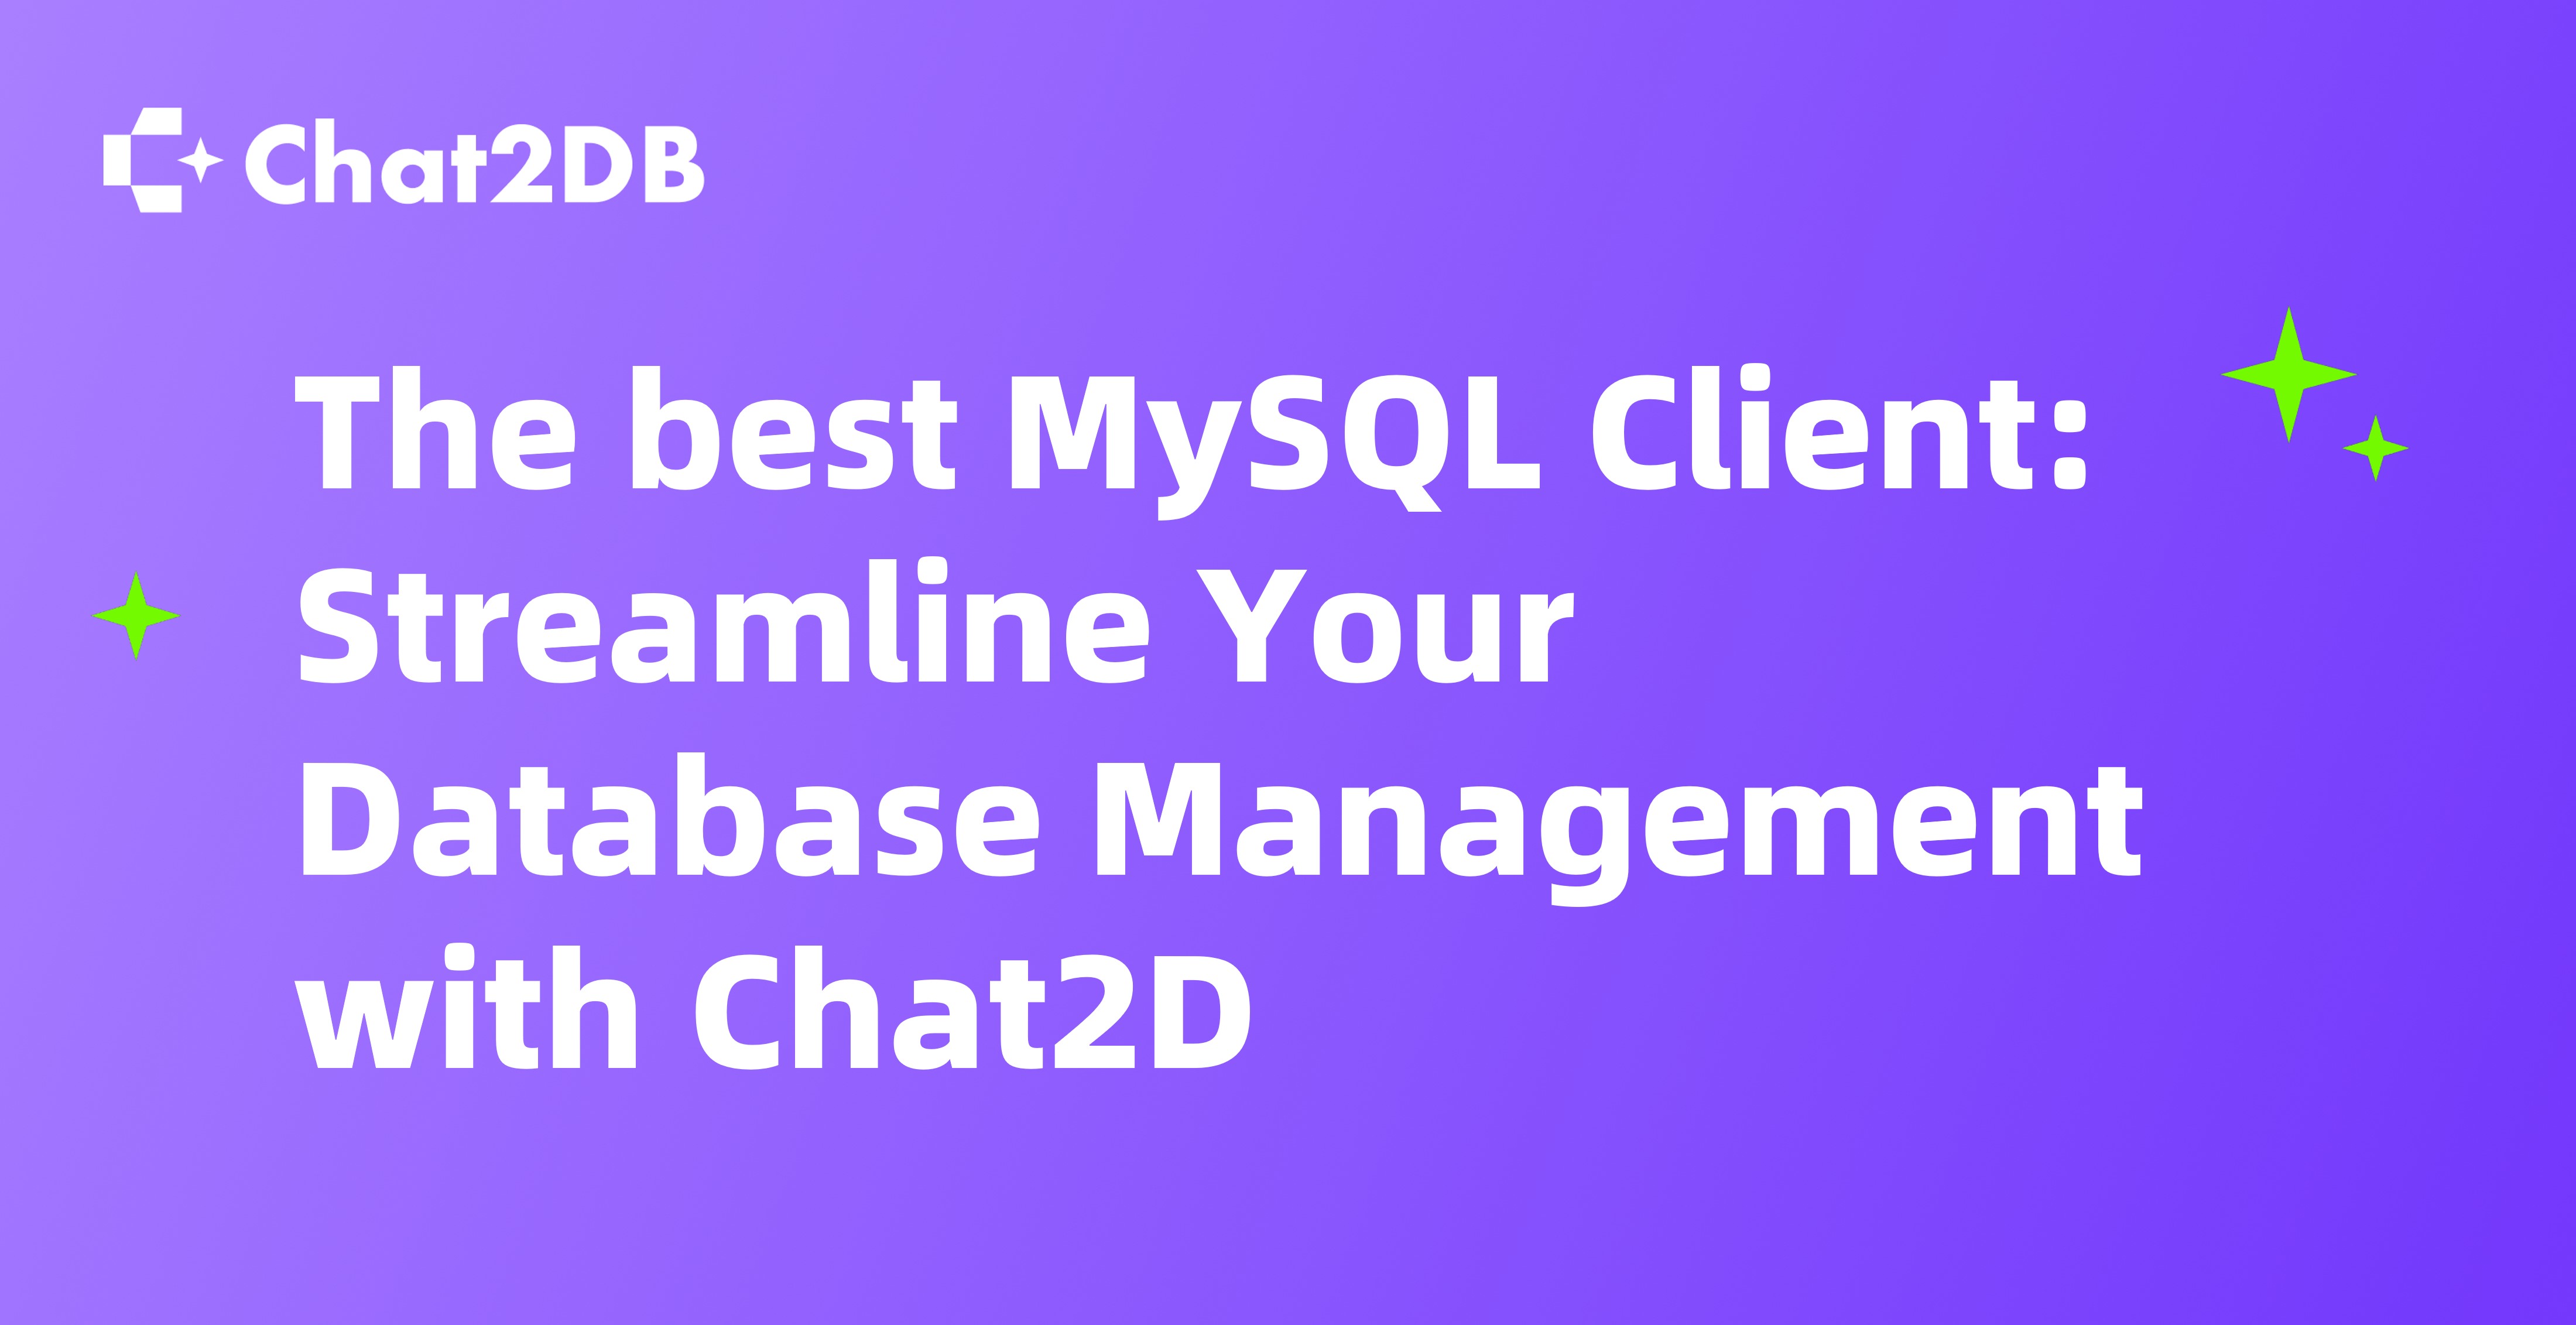 Chat2DB
The best MySQL Client:
Streamline Your
Database Management
with Chat2D